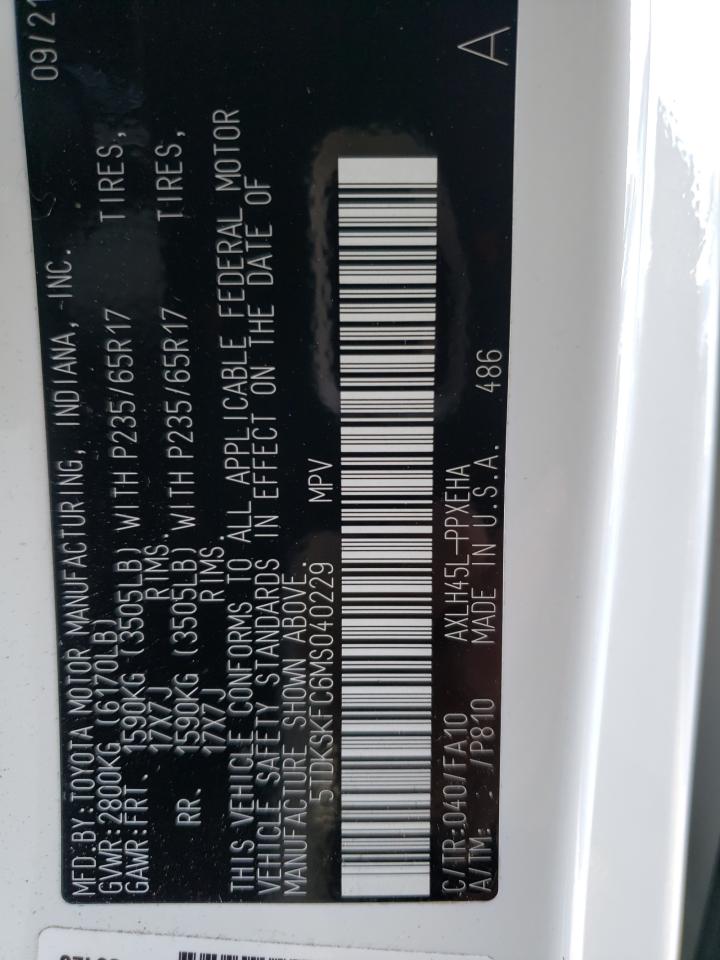 MFD.BY:TOYOTA MOTOR MANUFACTURING, INDIANA, INC. 09/21
GVWR:2800KG (6170LB)
GAWR:FRT. 1590KG (3505LB) WITH P235/65R17 TIRES,
17X7J RIMS.
RR. 1590KG (3505LB) WITH P235/65R17 TIRES,
17X7J RIMS.
THIS VEHICLE CONFORMS TO ALL APPLICABLE FEDERAL MOTOR
VEHICLE SAFETY STANDARDS IN EFFECT ON THE DATE OF
MANUFACTURE SHOWN ABOVE.
5TDKSKFC6MS040229 MPV
C/TR:040/FA10 AXLH45L-PPXEHA A
A/TM: /P810 MADE IN U.S.A. 486